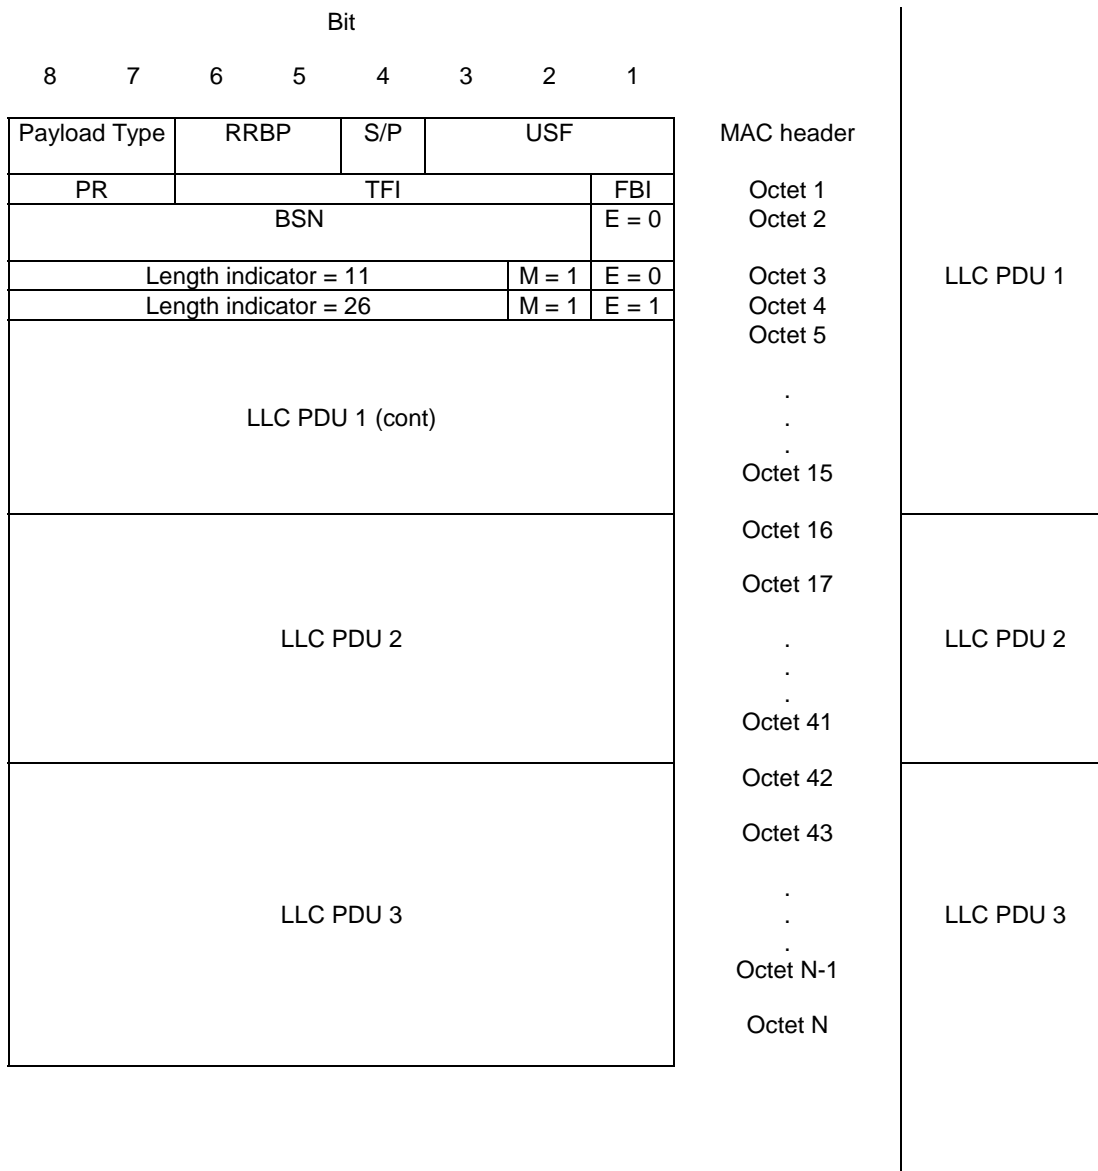 Bit
8 7 6 5 4 3 2 1
Payload Type RRBP S/P USF MAC header
PR TFI FBI Octet 1
BSN E = 0 Octet 2
Length indicator = 11 M = 1 E = 0 Octet 3 LLC PDU 1
Length indicator = 26 M = 1 E = 1 Octet 4
Octet 5
.
LLC PDU 1 (cont) .
.
Octet 15
Octet 16
Octet 17
LLC PDU 2 . LLC PDU 2
.
.
Octet 41
Octet 42
Octet 43
.
LLC PDU 3 . LLC PDU 3
.
Octet N-1
Octet N